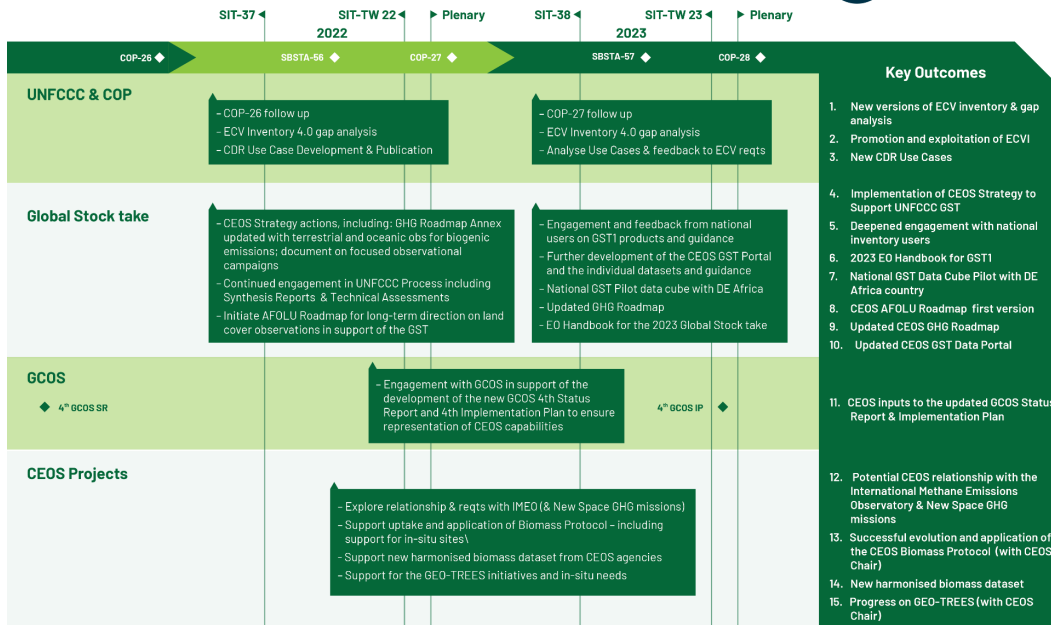 SIT-37
SIT-TW 22
Plenary
SIT-38
SIT-TW 23
Plenary
2022
2023
COP-26
SBSTA-56
COP-27
SBSTA-57
COP-28
UNFCCC & COP
– COP-26 follow up
– ECV Inventory 4.0 gap analysis
– CDR Use Case Development & Publication
– COP-27 follow up
– ECV Inventory 4.0 gap analysis
– Analyse Use Cases & feedback to ECV reqts
Global Stock take
– CEOS Strategy actions, including: GHG Roadmap Annex
updated with terrestrial and oceanic obs for biogenic
emissions; document on focused observational
campaigns
– Continued engagement in UNFCCC Process including
Synthesis Reports & Technical Assessments
– Initiate AFOLU Roadmap for long-term direction on land
cover observations in support of the GST
– Engagement and feedback from national
users on GST1 products and guidance
– Further development of the CEOS GST Portal
and the individual datasets and guidance
– National GST Pilot data cube with DE Africa
– Updated GHG Roadmap
– EO Handbook for the 2023 Global Stock take
GCOS
4th GCOS SR
– Engagement with GCOS in support of the
development of the new GCOS 4th Status
Report and 4th Implementation Plan to ensure
representation of CEOS capabilities
4th GCOS IP
CEOS Projects
– Explore relationship & reqts with IMEO (& New Space GHG missions)
– Support uptake and application of Biomass Protocol – including
support for in-situ sites\
– Support new harmonised biomass dataset from CEOS agencies
– Support for the GEO-TREES initiatives and in-situ needs
Key Outcomes
1. New versions of ECV inventory & gap
analysis
2. Promotion and exploitation of ECVI
3. New CDR Use Cases
4. Implementation of CEOS Strategy to
Support UNFCCC GST
5. Deepened engagement with national
inventory users
6. 2023 EO Handbook for GST1
7. National GST Data Cube Pilot with DE
Africa country
8. CEOS AFOLU Roadmap first version
9. Updated CEOS GHG Roadmap
10. Updated CEOS GST Data Portal
11. CEOS inputs to the updated GCOS Status
Report & Implementation Plan
12. Potential CEOS relationship with the
International Methane Emissions
Observatory & New Space GHG
missions
13. Successful evolution and application of
the CEOS Biomass Protocol (with CEOS
Chair)
14. New harmonised biomass dataset
15. Progress on GEO-TREES (with CEOS
Chair)